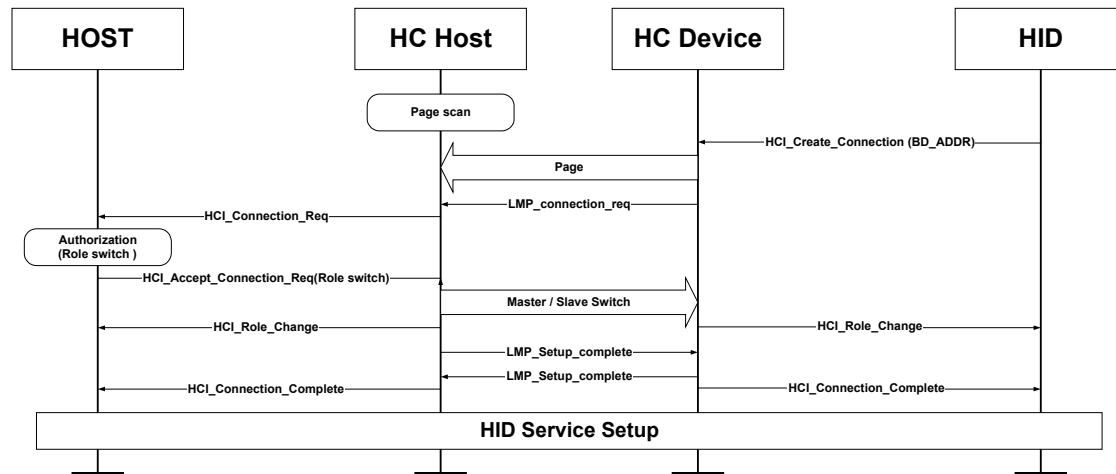 HOST
HC Host
HC Device
HID
Page scan
HCI_Create_Connection (BD_ADDR)
Page
LMP_connection_req
HCI_Connection_Req
Authorization
(Role switch )
HCI_Accept_Connection_Req(Role switch)
Master / Slave Switch
HCI_Role_Change
HCI_Role_Change
LMP_Setup_complete
LMP_Setup_complete
HCI_Connection_Complete
HCI_Connection_Complete
HID Service Setup